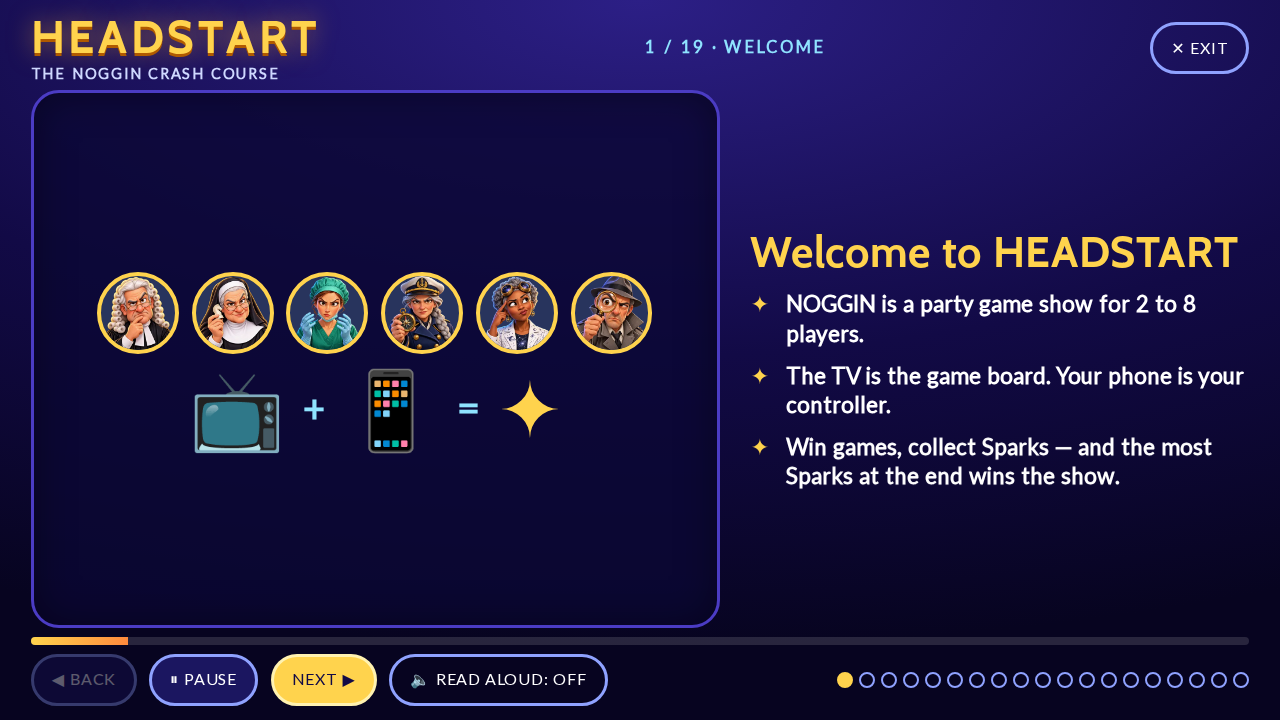 HEADSTART
THE NOGGIN CRASH COURSE
1 / 19 · WELCOME
✕ EXIT
Welcome to HEADSTART
✦ NOGGIN is a party game show for 2 to 8
players.
✦ The TV is the game board. Your phone is your
controller.
✦ Win games, collect Sparks — and the most
Sparks at the end wins the show.
+ =
◀ BACK
⏸ PAUSE
NEXT ▶
🔈 READ ALOUD: OFF